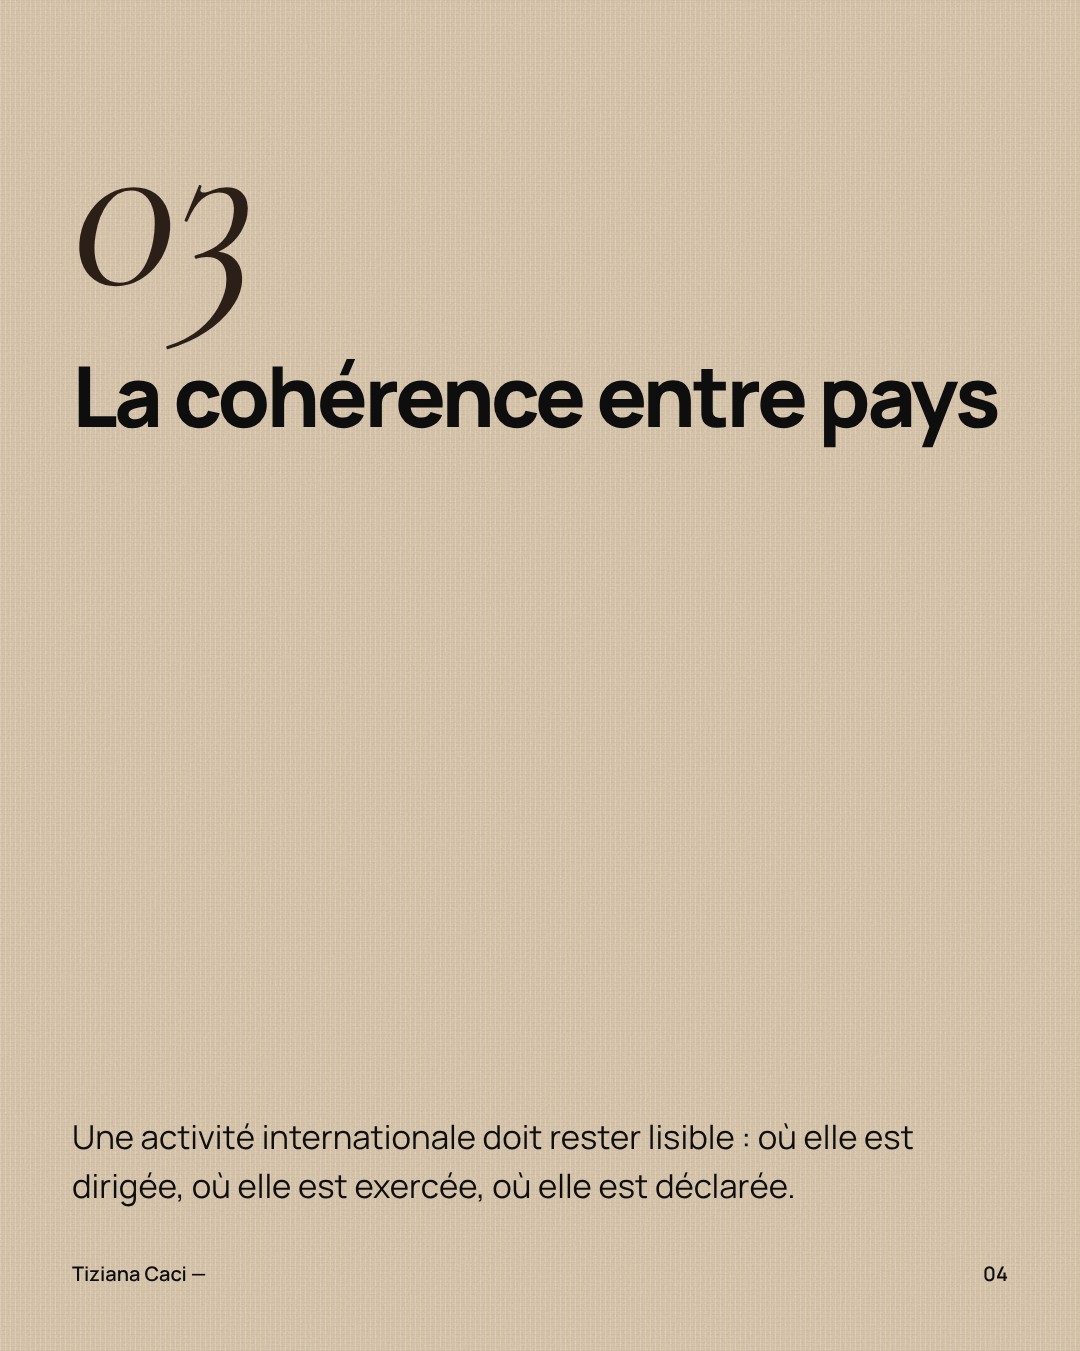 03
La cohérence entre pays
Une activité internationale doit rester lisible : où elle est
dirigée, où elle est exercée, où elle est déclarée.
Tiziana Caci —
04